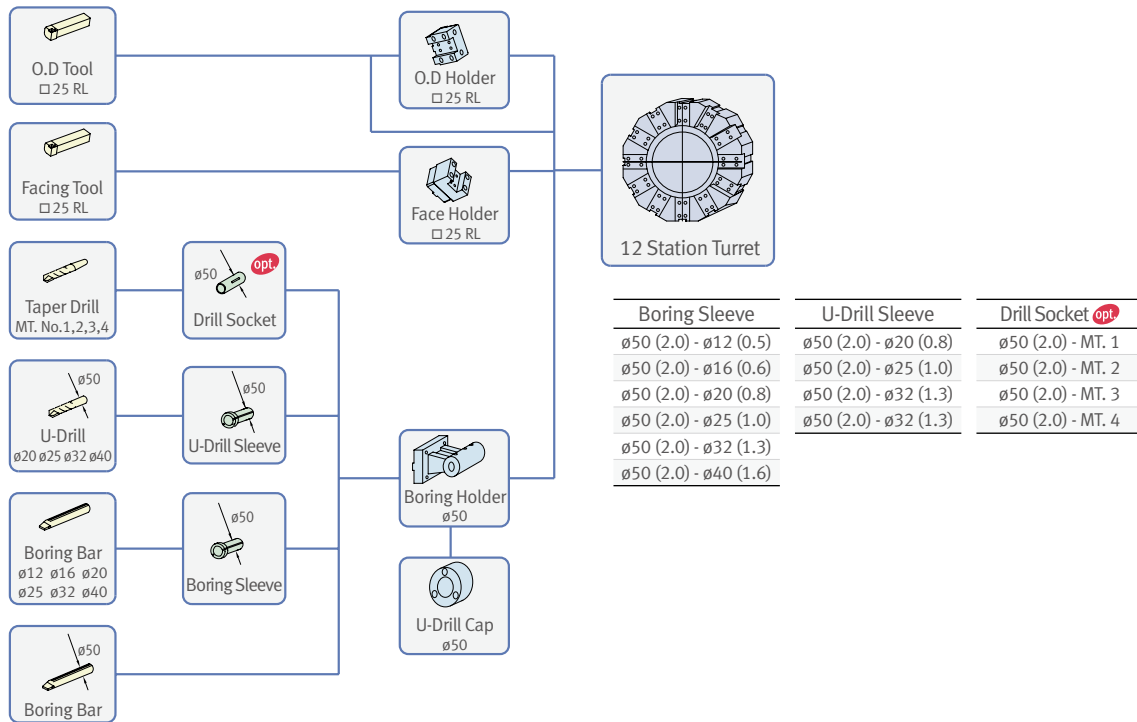 O.D Tool
□ 25 RL
O.D Holder
□ 25 RL
12 Station Turret
Facing Tool
□ 25 RL
Face Holder
□ 25 RL
Taper Drill
MT. No.1,2,3,4
ø50
opt.
Drill Socket
ø50
U-Drill
ø20 ø25 ø32 ø40
ø50
U-Drill Sleeve
Boring Holder
ø50
Boring Bar
ø12 ø16 ø20
ø25 ø32 ø40
ø50
Boring Sleeve
U-Drill Cap
ø50
ø50
Boring Bar
Boring Sleeve
ø50 (2.0) - ø12 (0.5)
ø50 (2.0) - ø16 (0.6)
ø50 (2.0) - ø20 (0.8)
ø50 (2.0) - ø25 (1.0)
ø50 (2.0) - ø32 (1.3)
ø50 (2.0) - ø40 (1.6)
U-Drill Sleeve
ø50 (2.0) - ø20 (0.8)
ø50 (2.0) - ø25 (1.0)
ø50 (2.0) - ø32 (1.3)
ø50 (2.0) - ø32 (1.3)
Drill Socket opt.
ø50 (2.0) - MT. 1
ø50 (2.0) - MT. 2
ø50 (2.0) - MT. 3
ø50 (2.0) - MT. 4